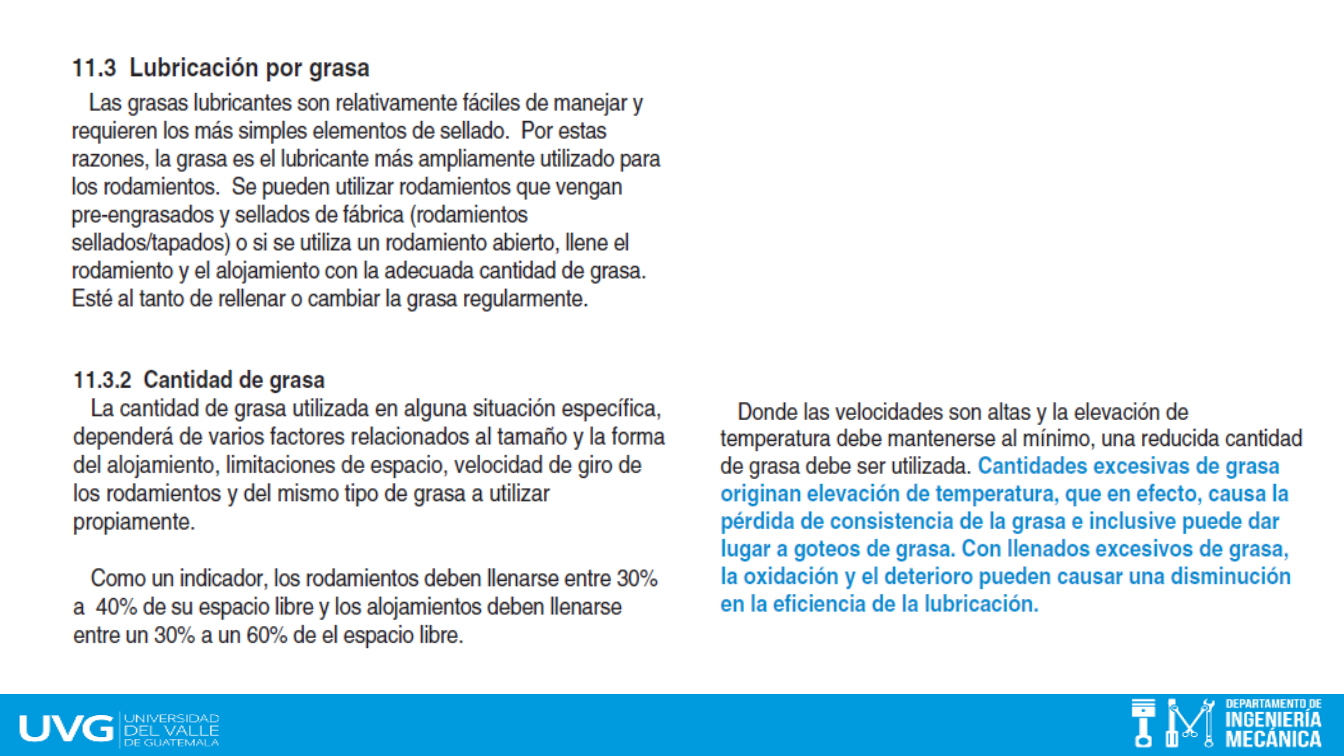 11.3 Lubricación por grasa
Las grasas lubricantes son relativamente fáciles de manejar y
requieren los más simples elementos de sellado. Por estas
razones, la grasa es el lubricante más ampliamente utilizado para
los rodamientos. Se pueden utilizar rodamientos que vengan
pre-engrasados y sellados de fábrica (rodamientos
sellados/tapados) o si se utiliza un rodamiento abierto, llene el
rodamiento y el alojamiento con la adecuada cantidad de grasa.
Esté al tanto de rellenar o cambiar la grasa regularmente.
11.3.2 Cantidad de grasa
La cantidad de grasa utilizada en alguna situación específica,
dependerá de varios factores relacionados al tamaño y la forma
del alojamiento, limitaciones de espacio, velocidad de giro de
los rodamientos y del mismo tipo de grasa a utilizar
propiamente.
Como un indicador, los rodamientos deben llenarse entre 30%
a 40% de su espacio libre y los alojamientos deben llenarse
entre un 30% a un 60% de el espacio libre.
Donde las velocidades son altas y la elevación de
temperatura debe mantenerse al mínimo, una reducida cantidad
de grasa debe ser utilizada. Cantidades excesivas de grasa
originan elevación de temperatura, que en efecto, causa la
pérdida de consistencia de la grasa e inclusive puede dar
lugar a goteos de grasa. Con llenados excesivos de grasa,
la oxidación y el deterioro pueden causar una disminución
en la eficiencia de la lubricación.
UVG
UNIVERSIDAD
DEL VALLE
DE GUATEMALA
DEPARTAMENTO DE
INGENIERÍA
MECÁNICA